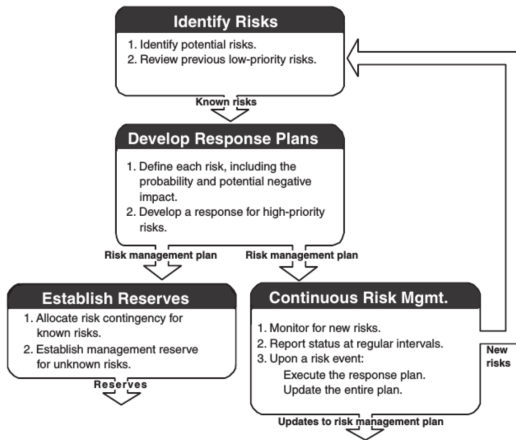 Identify Risks
1. Identify potential risks.
2. Review previous low-priority risks.
Known risks
Develop Response Plans
1. Define each risk, including the
probability and potential negative
impact.
2. Develop a response for high-priority
risks.
Risk management plan
Risk management plan
Establish Reserves
1. Allocate risk contingency for
known risks.
2. Establish management reserve
for unknown risks.
Reserves
Continuous Risk Mgmt.
1. Monitor for new risks.
2. Report status at regular intervals.
3. Upon a risk event:
Execute the response plan.
Update the entire plan.
New
risks
Updates to risk management plan